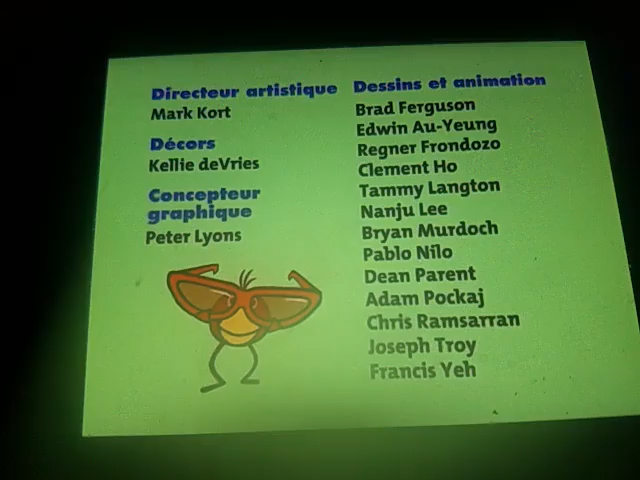 Directeur artistique
Mark Kort
Décors
Kellie deVries
Concepteur
graphique
Peter Lyons
Dessins et animation
Brad Ferguson
Edwin Au-Yeung
Regner Frondozo
Clement Ho
Tammy Langton
Nanju Lee
Bryan Murdoch
Pablo Nilo
Dean Parent
Adam Pockaj
Chris Ramsarran
Joseph Troy
Francis Yeh